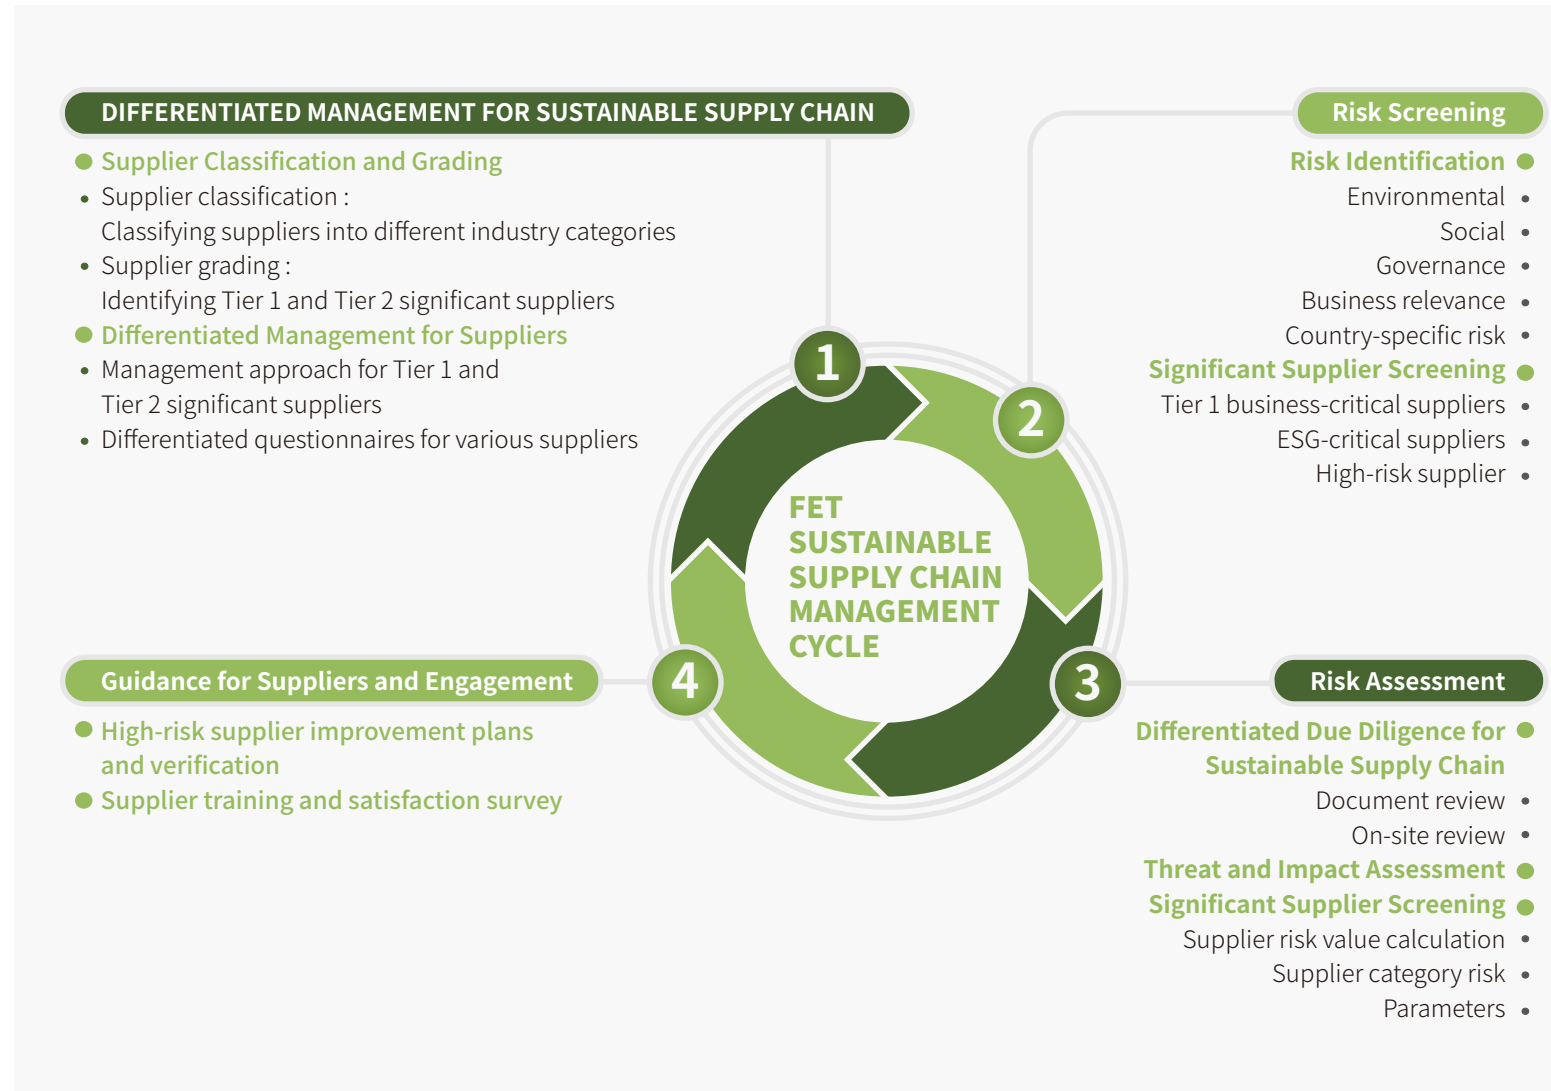 DIFFERENTIATED MANAGEMENT FOR SUSTAINABLE SUPPLY CHAIN
Supplier Classification and Grading
Supplier classification :
Classifying suppliers into different industry categories
Supplier grading :
Identifying Tier 1 and Tier 2 significant suppliers
Differentiated Management for Suppliers
Management approach for Tier 1 and
Tier 2 significant suppliers
Differentiated questionnaires for various suppliers
1
Risk Screening
Risk Identification
Environmental
Social
Governance
Business relevance
Country-specific risk
Significant Supplier Screening
Tier 1 business-critical suppliers
ESG-critical suppliers
High-risk supplier
2
FET
SUSTAINABLE
SUPPLY CHAIN
MANAGEMENT
CYCLE
3
Risk Assessment
Differentiated Due Diligence for
Sustainable Supply Chain
Document review
On-site review
Threat and Impact Assessment
Significant Supplier Screening
Supplier risk value calculation
Supplier category risk
Parameters
4
Guidance for Suppliers and Engagement
High-risk supplier improvement plans
and verification
Supplier training and satisfaction survey